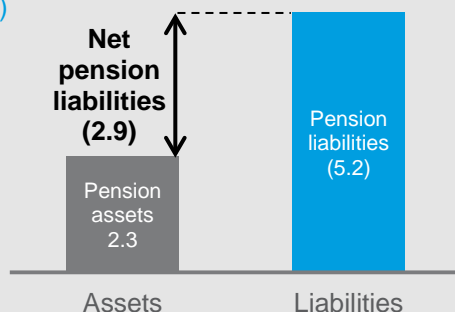 )
Net
pension
liabilities
(2.9)
Pension
assets
2.3
Pension
liabilities
(5.2)
Assets
Liabilities